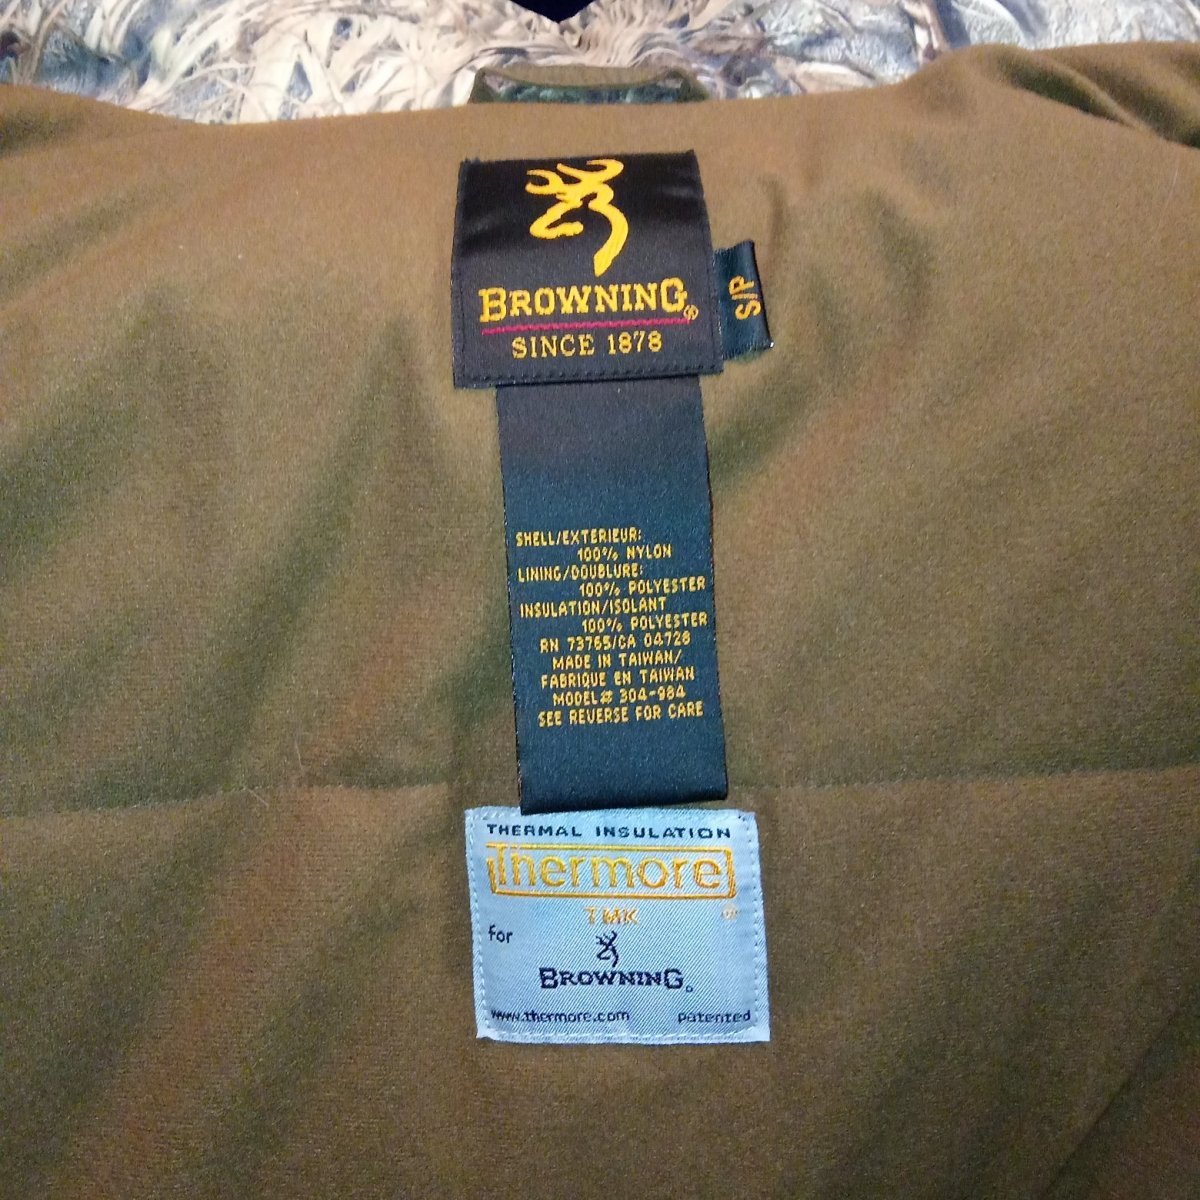 BROWNING
SINCE 1878
S/P
SHELL/EXTERIEUR:
100% NYLON
LINING/DOUBLURE:
100% POLYESTER
INSULATION/ISOLANT
100% POLYESTER
RN 73765/CA 04728
MADE IN TAIWAN/
FABRIQUE EN TAIWAN
MODEL# 304-984
SEE REVERSE FOR CARE
THERMAL INSULATION
Thermore
TMK ®
for
BROWNING
www.thermore.com patented